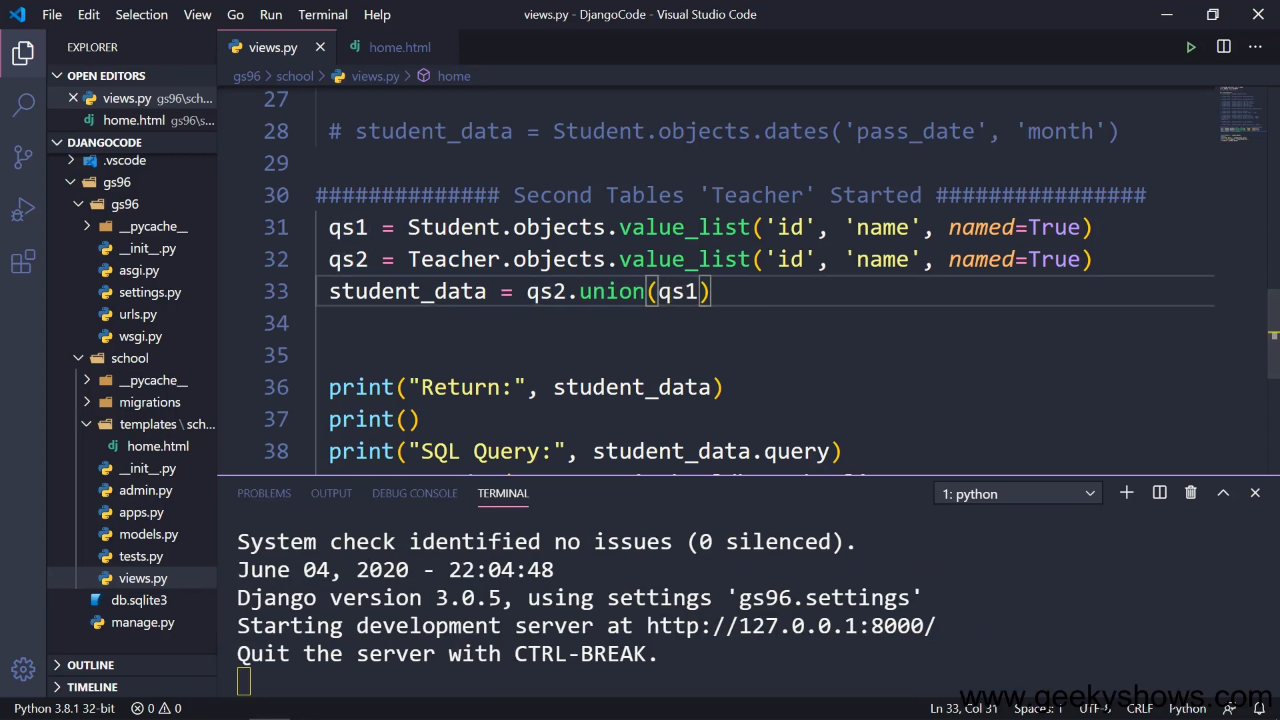 File Edit Selection View Go Run Terminal Help views.py - DjangoCode - Visual Studio Code
EXPLORER
OPEN EDITORS
views.py gs96\sch...
home.html gs96\s...
DJANGOCODE
.vscode
gs96
gs96
__pycache__
__init__.py
asgi.py
settings.py
urls.py
wsgi.py
school
__pycache__
migrations
templates \ sc...
home.html
__init__.py
admin.py
apps.py
models.py
tests.py
views.py
db.sqlite3
manage.py
OUTLINE
TIMELINE
views.py home.html
gs96 > school > views.py > home
27
28 # student_data = Student.objects.dates('pass_date', 'month')
29
30 ############## Second Tables 'Teacher' Started ################
31 qs1 = Student.objects.value_list('id', 'name', named=True)
32 qs2 = Teacher.objects.value_list('id', 'name', named=True)
33 student_data = qs2.union(qs1)
34
35
36 print("Return:", student_data)
37 print()
38 print("SQL Query:", student_data.query)
PROBLEMS OUTPUT DEBUG CONSOLE TERMINAL 1: python
System check identified no issues (0 silenced).
June 04, 2020 - 22:04:48
Django version 3.0.5, using settings 'gs96.settings'
Starting development server at http://127.0.0.1:8000/
Quit the server with CTRL-BREAK.
www.geekyshows.com
Python 3.8.1 32-bit 0 0 Ln 33, Col 31 Spaces: 1 UTF-8 CRLF Python